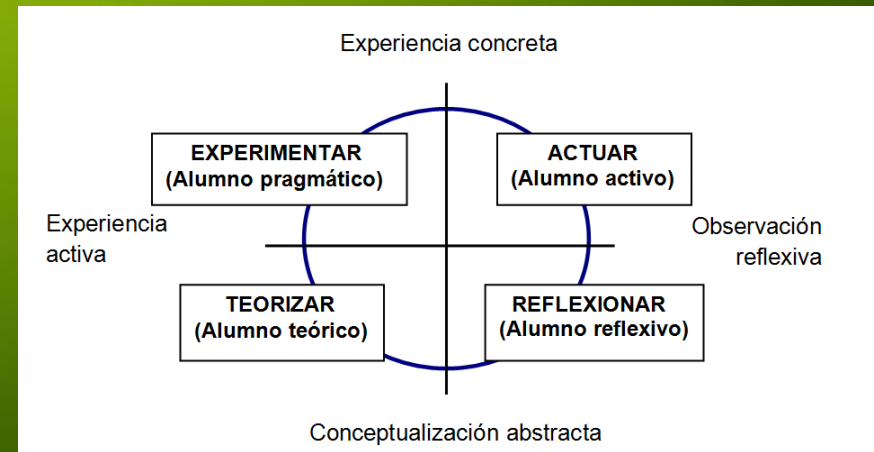 Experiencia concreta
EXPERIMENTAR
(Alumno pragmático)
ACTUAR
(Alumno activo)
Experiencia
activa
Observación
reflexiva
TEORIZAR
(Alumno teórico)
REFLEXIONAR
(Alumno reflexivo)
Conceptualización abstracta